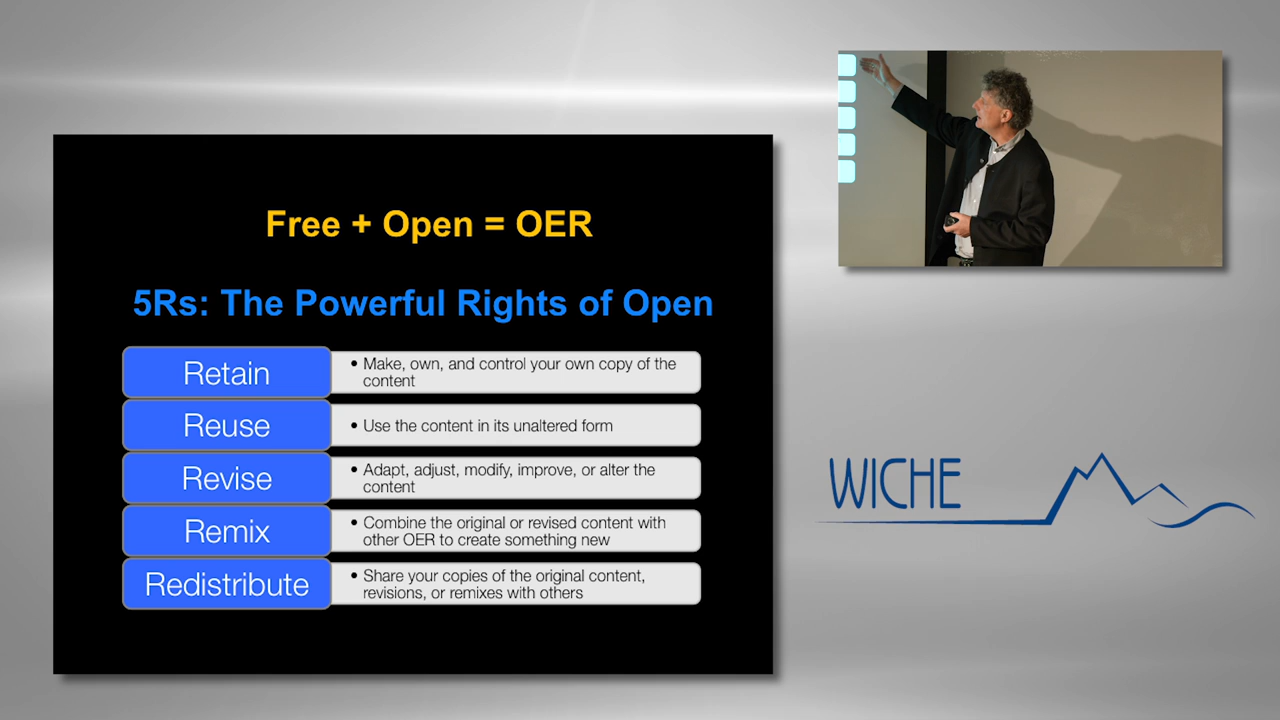 Free + Open = OER
5Rs: The Powerful Rights of Open
Retain
• Make, own, and control your own copy of the
content
Reuse
• Use the content in its unaltered form
Revise
• Adapt, adjust, modify, improve, or alter the
content
Remix
• Combine the original or revised content with
other OER to create something new
Redistribute
• Share your copies of the original content,
revisions, or remixes with others
WICHE